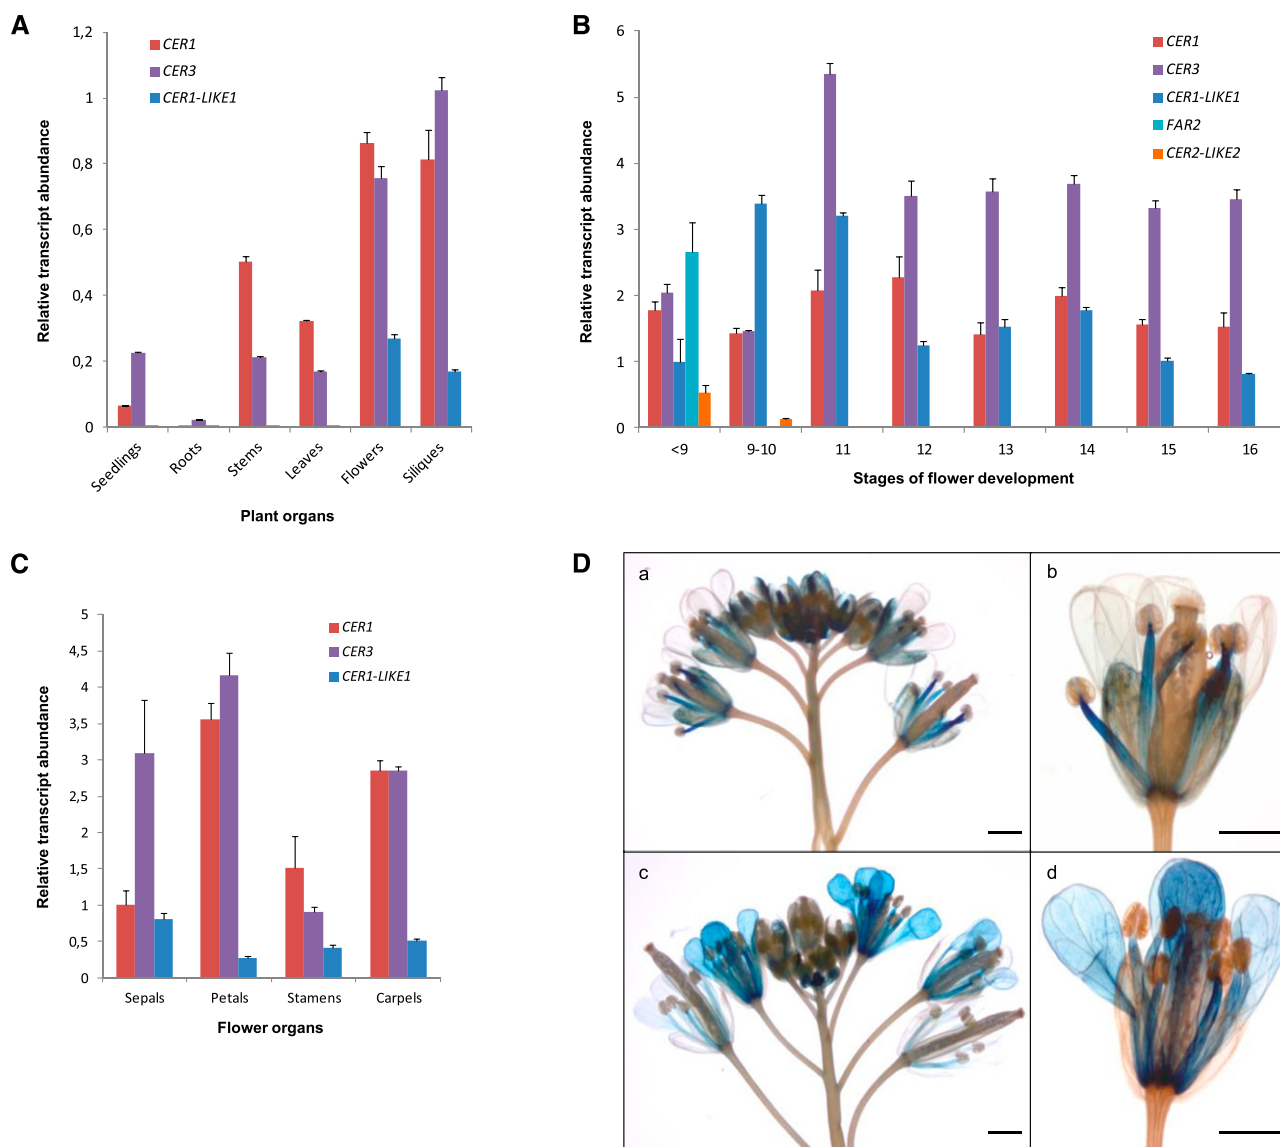 A
Relative transcript abundance
1,2
1
0,8
0,6
0,4
0,2
0
CER1
CER3
CER1-LIKE1
Seedlings
Roots
Stems
Leaves
Flowers
Siliques
Plant organs
B
Relative transcript abundance
6
5
4
3
2
1
0
CER1
CER3
CER1-LIKE1
FAR2
CER2-LIKE2
<9 9-10 11 12 13 14 15 16
Stages of flower development
C
Relative transcript abundance
5
4,5
4
3,5
3
2,5
2
1,5
1
0,5
0
CER1
CER3
CER1-LIKE1
Sepals Petals Stamens Carpels
Flower organs
D
a
b
c
d